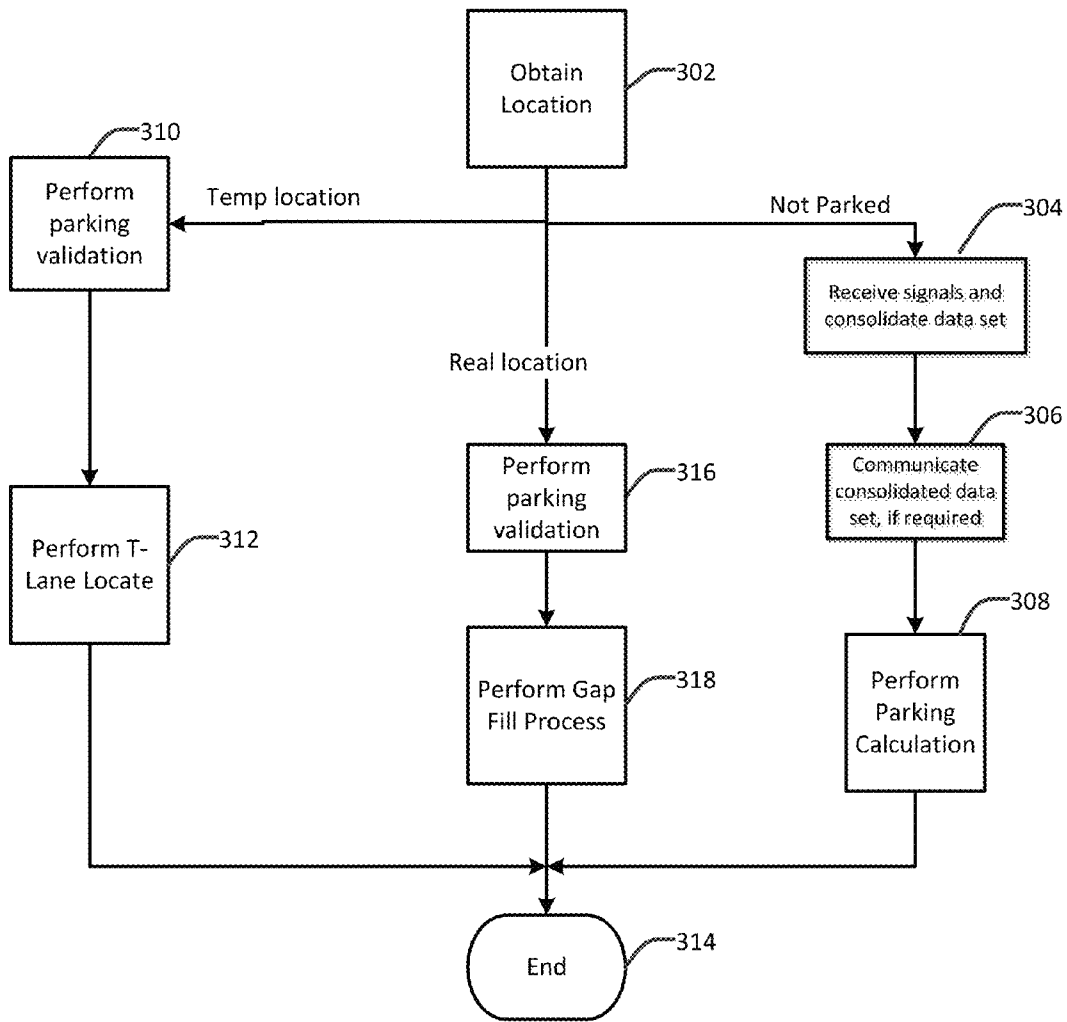 Obtain
Location
302
310
Perform
parking
validation
Temp location
Not Parked
304
Receive signals and
consolidate data set
Real location
306
Communicate
consolidated data
set, if required
Perform
parking
validation
316
Perform T-
Lane Locate
312
308
Perform
Parking
Calculation
Perform Gap
Fill Process
318
End
314